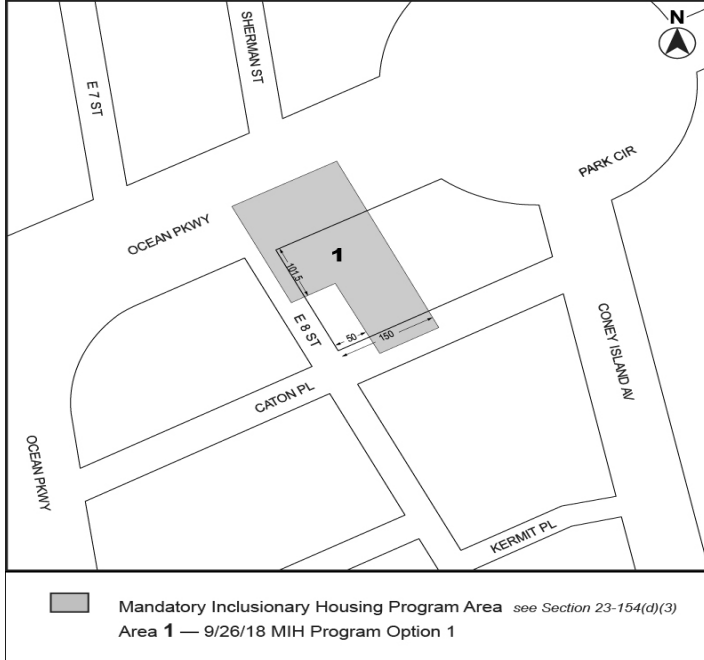 N
SHERMAN ST
E 7 ST
PARK CIR
OCEAN PKWY
1
101.5
E 8 ST
50
150
CONEY ISLAND AV
CATON PL
OCEAN PKWY
KERMIT PL
Mandatory Inclusionary Housing Program Area see Section 23-154(d)(3)
Area 1 — 9/26/18 MIH Program Option 1